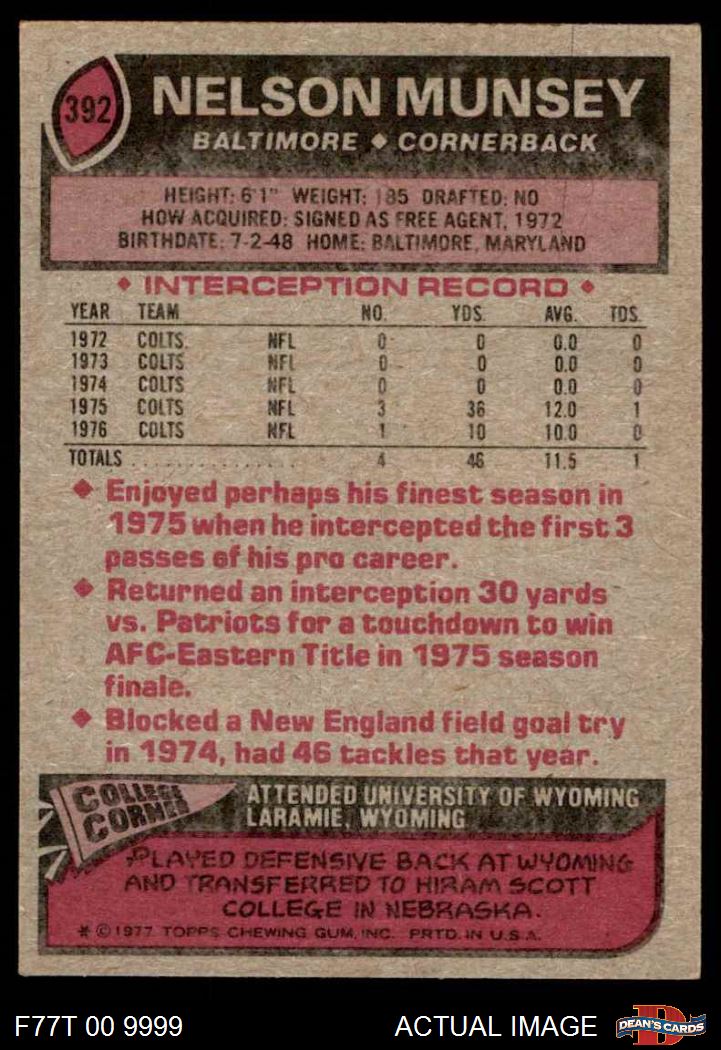 392
NELSON MUNSEY
BALTIMORE ◆ CORNERBACK
HEIGHT: 6'1" WEIGHT: 185 DRAFTED: NO
HOW ACQUIRED: SIGNED AS FREE AGENT, 1972
BIRTHDATE: 7-2-48 HOME: BALTIMORE, MARYLAND
◆ INTERCEPTION RECORD ◆
YEAR TEAM NO. YDS. AVG. TDS.
1972 COLTS NFL 0 0 0.0 0
1973 COLTS NFL 0 0 0.0 0
1974 COLTS NFL 0 0 0.0 0
1975 COLTS NFL 3 36 12.0 1
1976 COLTS NFL 1 10 10.0 0
TOTALS ................ 4 46 11.5 1
◆ Enjoyed perhaps his finest season in
1975 when he intercepted the first 3
passes of his pro career.
◆ Returned an interception 30 yards
vs. Patriots for a touchdown to win
AFC-Eastern Title in 1975 season
finale.
◆ Blocked a New England field goal try
in 1974, had 46 tackles that year.
COLLEGE
CORNER
ATTENDED UNIVERSITY OF WYOMING
LARAMIE, WYOMING
PLAYED DEFENSIVE BACK AT WYOMING
AND TRANSFERRED TO HIRAM SCOTT
COLLEGE IN NEBRASKA.
* © 1977 TOPPS CHEWING GUM, INC. PRTD. IN U.S.A.
F77T 00 9999 ACTUAL IMAGE
D
DEAN'S CARDS